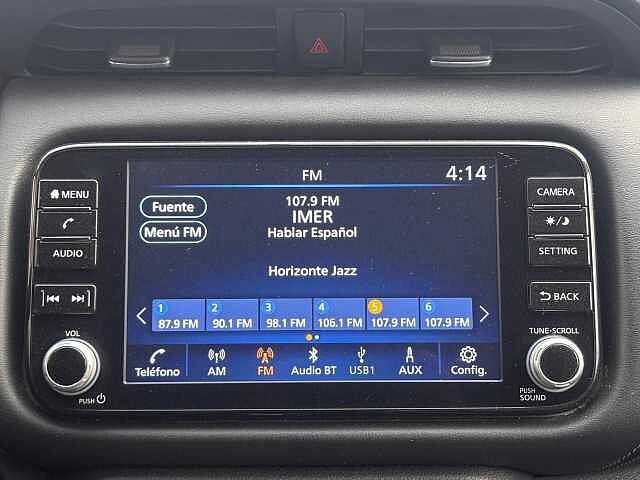 FM
4:14
MENU
AUDIO
VOL
PUSH
Fuente
Menú FM
107.9 FM
IMER
Hablar Español
Horizonte Jazz
1 2 3 4 5 6
87.9 FM 90.1 FM 98.1 FM 106.1 FM 107.9 FM 107.9 FM
Teléfono AM FM Audio BT USB1 AUX Config.
CAMERA
SETTING
BACK
TUNE·SCROLL
PUSH
SOUND